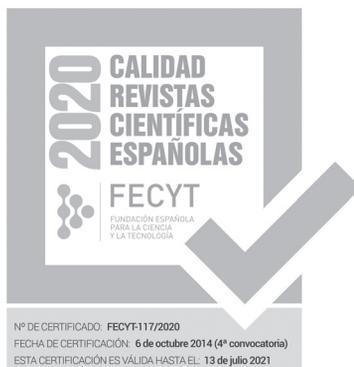 2020
CALIDAD
REVISTAS
CIENTÍFICAS
ESPAÑOLAS
FECYT
FUNDACIÓN ESPAÑOLA
PARA LA CIENCIA
Y LA TECNOLOGÍA
Nº DE CERTIFICADO: FECYT-117/2020
FECHA DE CERTIFICACIÓN: 6 de octubre 2014 (4ª convocatoria)
ESTA CERTIFICACIÓN ES VÁLIDA HASTA EL: 13 de julio 2021